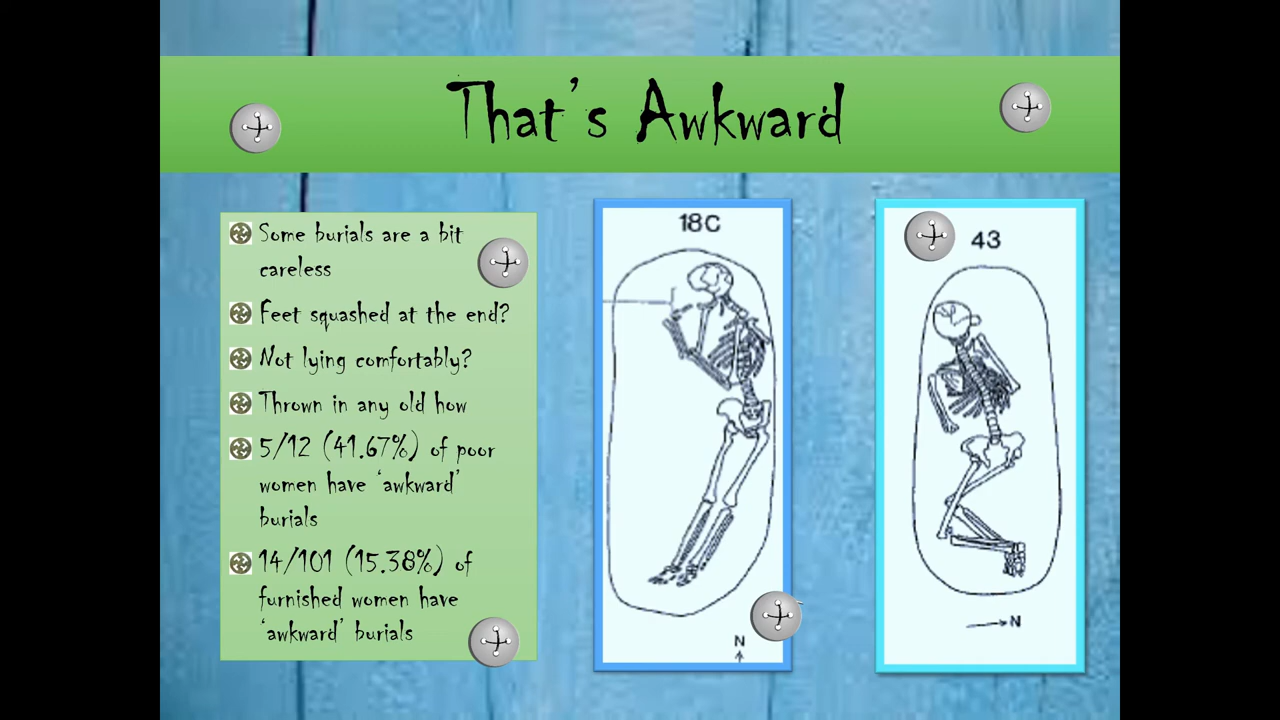 That's Awkward
Some burials are a bit
careless
Feet squashed at the end?
Not lying comfortably?
Thrown in any old how
5/12 (41.67%) of poor
women have 'awkward'
burials
14/101 (15.38%) of
furnished women have
'awkward' burials
18C
N
43
N